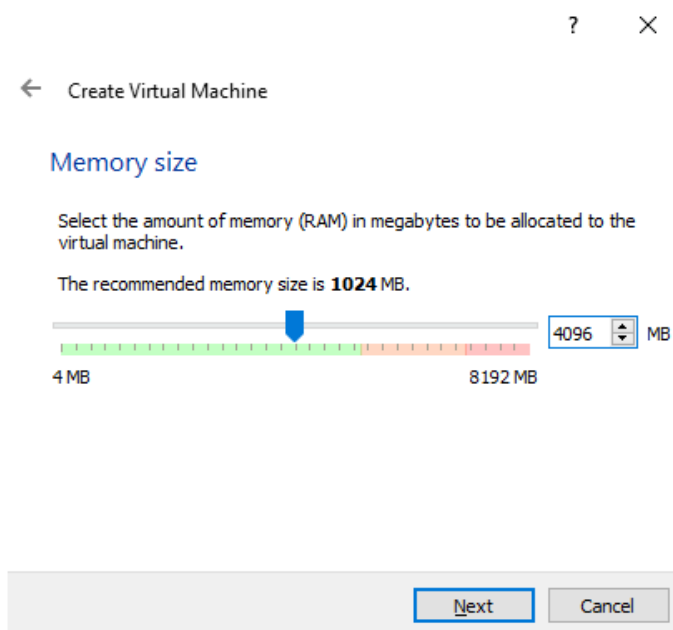 ?
Create Virtual Machine
Memory size
Select the amount of memory (RAM) in megabytes to be allocated to the
virtual machine.
The recommended memory size is 1024 MB.
4096 MB
4 MB 8192 MB
Next Cancel